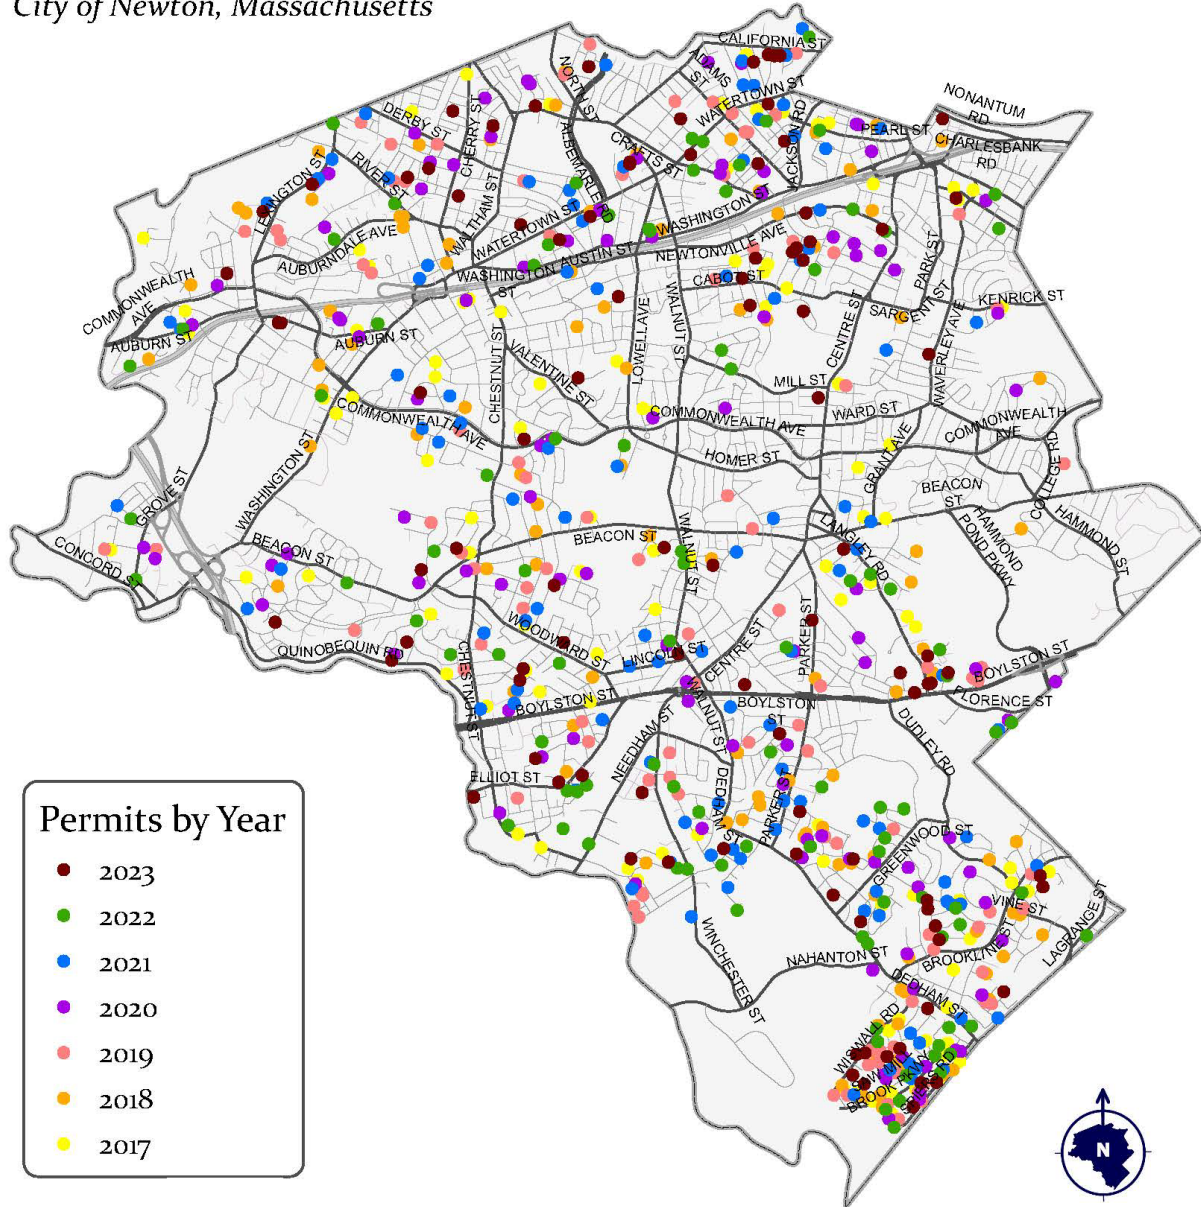 City of Newton, Massachusetts
CALIFORNIA ST
ADAMS
ST
NORTH ST
WATERTOWN ST
NONANTUM
RD
DERBY ST
CHERRY ST
ALBEMARLE RD
CRAFTS ST
JACKSON RD
PEARL ST
CHARLESBANK
RD
LEXINGTON ST
RIVER ST
WALTHAM ST
WATERTOWN ST
WASHINGTON ST
AUBURNDALE AVE
AUSTIN ST
NEWTONVILLE AVE
PARK ST
WASHINGTON
ST
CABOT ST
COMMONWEALTH
AVE
SARGENT ST
KENRICK ST
AUBURN ST
AUBURN ST
CHESTNUT ST
VALENTINE ST
LOWELL AVE
WALNUT ST
CENTRE ST
WAVERLEY AVE
MILL ST
COMMONWEALTH AVE
COMMONWEALTH AVE
WARD ST
COMMONWEALTH
AVE
HOMER ST
GRANT AVE
COLLEGE RD
WASHINGTON ST
GROVE ST
BEACON
ST
HAMMOND
POND PKWY
HAMMOND ST
CONCORD ST
BEACON ST
BEACON ST
WALNUT ST
LANGLEY RD
WOODWARD ST
LINCOLN ST
CENTRE ST
PARKER ST
QUINOBEQUIN RD
CHESTNUT ST
BOYLSTON ST
BOYLSTON ST
BOYLSTON
ST
FLORENCE ST
WALNUT ST
NEEDHAM ST
DUDLEY RD
ELLIOT ST
DEDHAM ST
PARKER ST
GREENWOOD ST
VINE ST
LAGRANGE ST
BROOKLINE ST
WINCHESTER ST
NAHANTON ST
DEDHAM ST
WISWALL RD
SAW MILL
BROOK PKWY
SPIERS RD
Permits by Year
2023
2022
2021
2020
2019
2018
2017
N